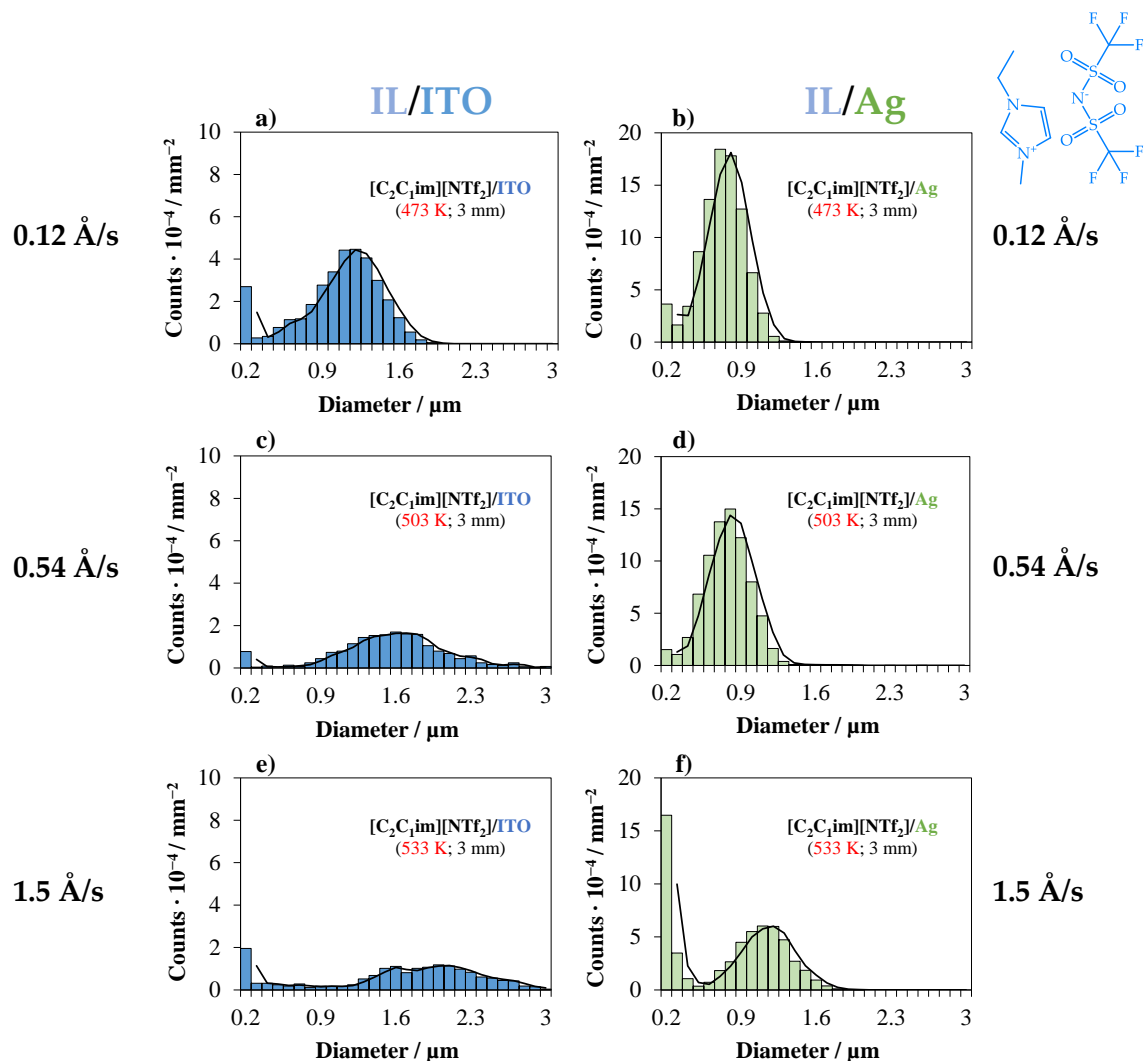 IL/ITO
IL/Ag
F
F
F
O
S
O
N⁻
O
S
O
F
F
F
N
N⁺
0.12 Å/s
a)
[C₂C₁im][NTf₂]/ITO
(473 K; 3 mm)
Counts · 10⁻⁴ / mm⁻²
10
8
6
4
2
0
0.2 0.9 1.6 2.3 3
Diameter / µm
b)
[C₂C₁im][NTf₂]/Ag
(473 K; 3 mm)
Counts · 10⁻⁴ / mm⁻²
20
15
10
5
0
0.2 0.9 1.6 2.3 3
Diameter / µm
0.12 Å/s
0.54 Å/s
c)
[C₂C₁im][NTf₂]/ITO
(503 K; 3 mm)
Counts · 10⁻⁴ / mm⁻²
10
8
6
4
2
0
0.2 0.9 1.6 2.3 3
Diameter / µm
d)
[C₂C₁im][NTf₂]/Ag
(503 K; 3 mm)
Counts · 10⁻⁴ / mm⁻²
20
15
10
5
0
0.2 0.9 1.6 2.3 3
Diameter / µm
0.54 Å/s
1.5 Å/s
e)
[C₂C₁im][NTf₂]/ITO
(533 K; 3 mm)
Counts · 10⁻⁴ / mm⁻²
10
8
6
4
2
0
0.2 0.9 1.6 2.3 3
Diameter / µm
f)
[C₂C₁im][NTf₂]/Ag
(533 K; 3 mm)
Counts · 10⁻⁴ / mm⁻²
20
15
10
5
0
0.2 0.9 1.6 2.3 3
Diameter / µm
1.5 Å/s